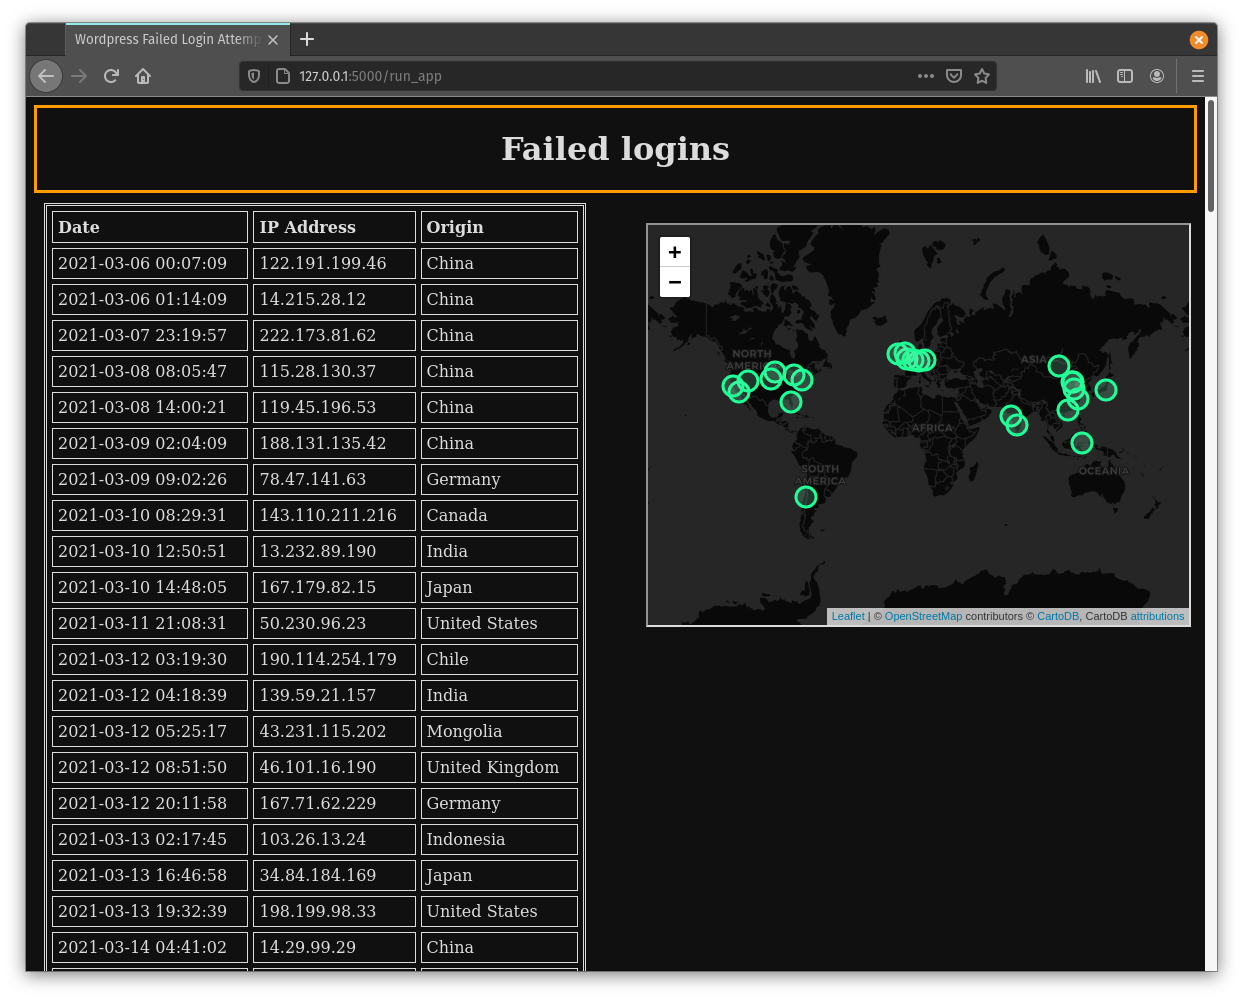 Wordpress Failed Login Attemp
127.0.0.1:5000/run_app
Failed logins
Date IP Address Origin
2021-03-06 00:07:09 122.191.199.46 China
2021-03-06 01:14:09 14.215.28.12 China
2021-03-07 23:19:57 222.173.81.62 China
2021-03-08 08:05:47 115.28.130.37 China
2021-03-08 14:00:21 119.45.196.53 China
2021-03-09 02:04:09 188.131.135.42 China
2021-03-09 09:02:26 78.47.141.63 Germany
2021-03-10 08:29:31 143.110.211.216 Canada
2021-03-10 12:50:51 13.232.89.190 India
2021-03-10 14:48:05 167.179.82.15 Japan
2021-03-11 21:08:31 50.230.96.23 United States
2021-03-12 03:19:30 190.114.254.179 Chile
2021-03-12 04:18:39 139.59.21.157 India
2021-03-12 05:25:17 43.231.115.202 Mongolia
2021-03-12 08:51:50 46.101.16.190 United Kingdom
2021-03-12 20:11:58 167.71.62.229 Germany
2021-03-13 02:17:45 103.26.13.24 Indonesia
2021-03-13 16:46:58 34.84.184.169 Japan
2021-03-13 19:32:39 198.199.98.33 United States
2021-03-14 04:41:02 14.29.99.29 China
+
−
NORTH
AMERICA
ASIA
AFRICA
SOUTH
AMERICA
OCEANIA
Leaflet | © OpenStreetMap contributors © CartoDB, CartoDB attributions